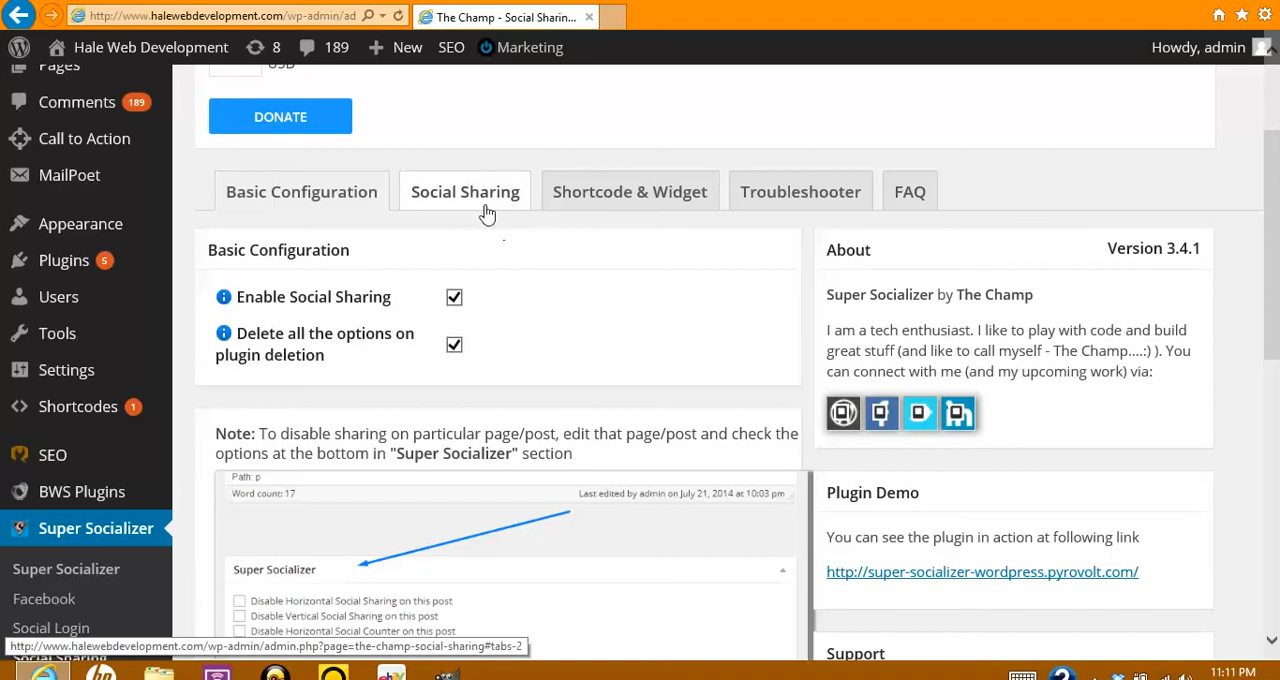 http://www.halewebdevelopment.com/wp-admin/ad
The Champ - Social Sharin...
Hale Web Development
8
189
New
SEO
Marketing
Howdy, admin
Pages
Comments 189
Call to Action
MailPoet
Appearance
Plugins 5
Users
Tools
Settings
Shortcodes 1
SEO
BWS Plugins
Super Socializer
Super Socializer
Facebook
Social Login
Social Sharing
USD
DONATE
Basic Configuration
Social Sharing
Shortcode & Widget
Troubleshooter
FAQ
Basic Configuration
Enable Social Sharing
Delete all the options on
plugin deletion
Note: To disable sharing on particular page/post, edit that page/post and check the
options at the bottom in "Super Socializer" section
Path: p
Word count: 17
Last edited by admin on July 21, 2014 at 10:03 pm
Super Socializer
Disable Horizontal Social Sharing on this post
Disable Vertical Social Sharing on this post
Disable Horizontal Social Counter on this post
About
Version 3.4.1
Super Socializer by The Champ
I am a tech enthusiast. I like to play with code and build
great stuff (and like to call myself - The Champ....:) ). You
can connect with me (and my upcoming work) via:
Plugin Demo
You can see the plugin in action at following link
http://super-socializer-wordpress.pyrovolt.com/
Support
http://www.halewebdevelopment.com/wp-admin/admin.php?page=the-champ-social-sharing#tabs-2
hp
ebay
11:11 PM